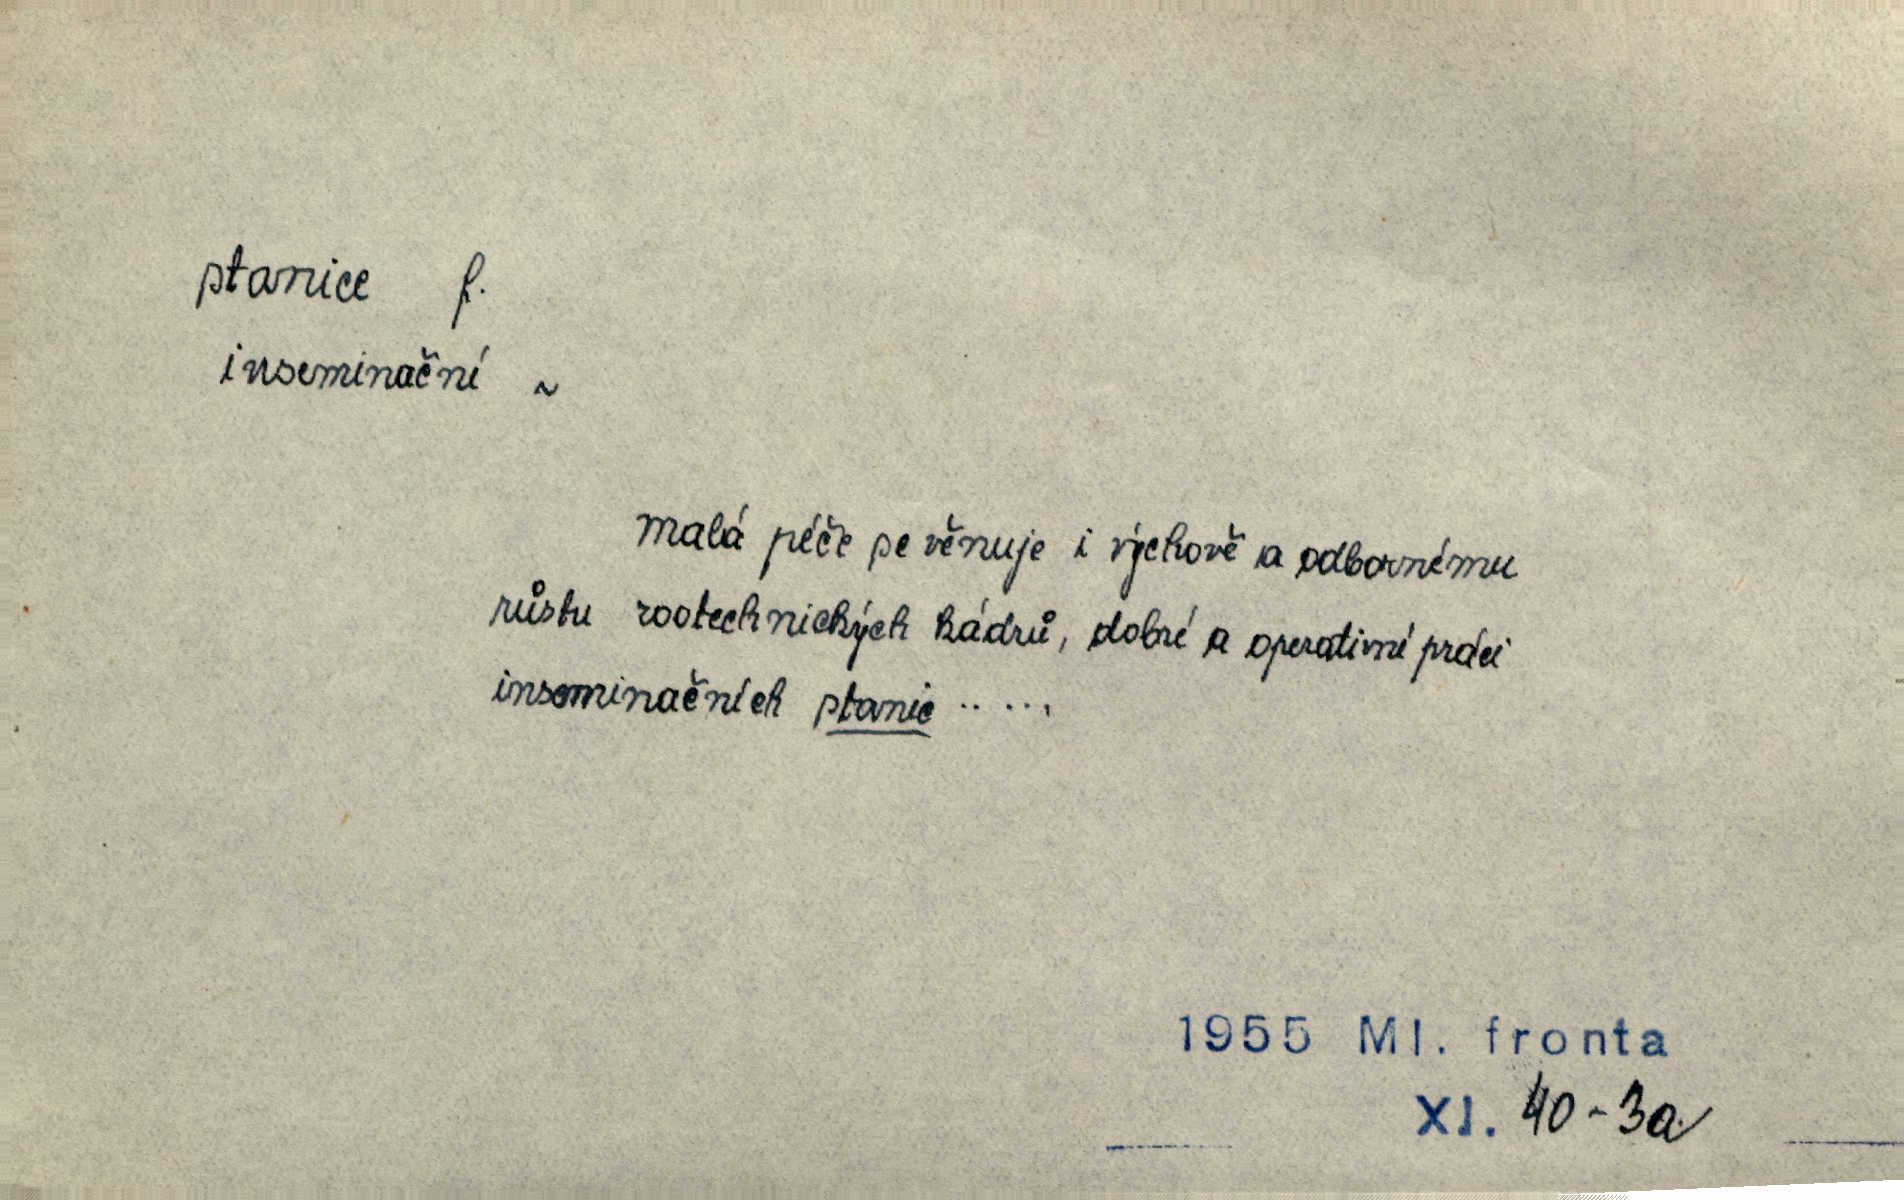 stanice f.
inseminační ~
Malá péče se věnuje i výchově a odbornému
růstu zootechnických kádrů, dobré a operativní práci
inseminačních stanic .....
1955 Ml. fronta
XI. 40-3a